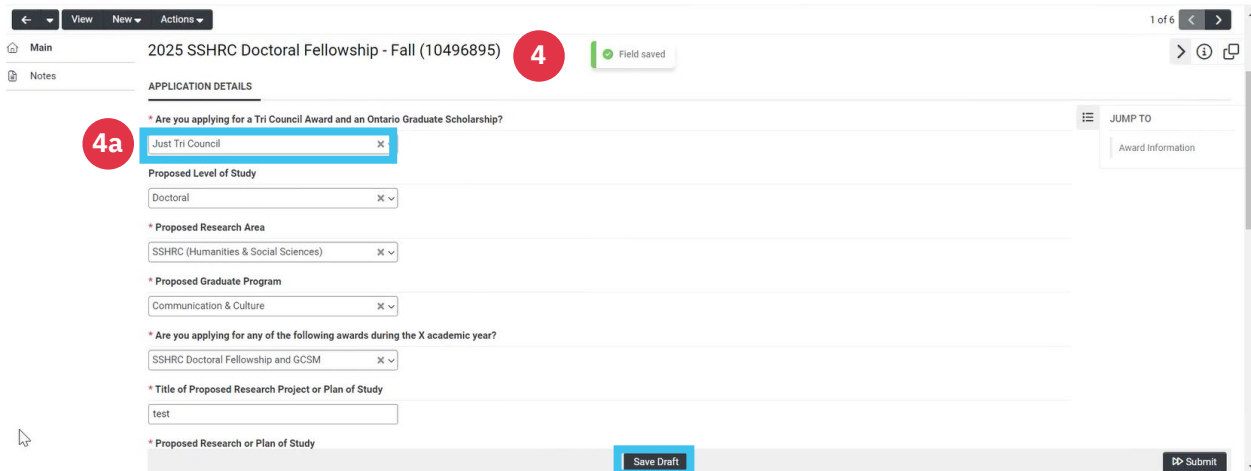 View New Actions 1 of 6
Main
2025 SSHRC Doctoral Fellowship - Fall (10496895) 4 Field saved
Notes
APPLICATION DETAILS
* Are you applying for a Tri Council Award and an Ontario Graduate Scholarship?
JUMP TO
4a Just Tri Council
Award Information
Proposed Level of Study
Doctoral
* Proposed Research Area
SSHRC (Humanities & Social Sciences)
* Proposed Graduate Program
Communication & Culture
* Are you applying for any of the following awards during the X academic year?
SSHRC Doctoral Fellowship and GCSM
* Title of Proposed Research Project or Plan of Study
test
* Proposed Research or Plan of Study
Save Draft Submit